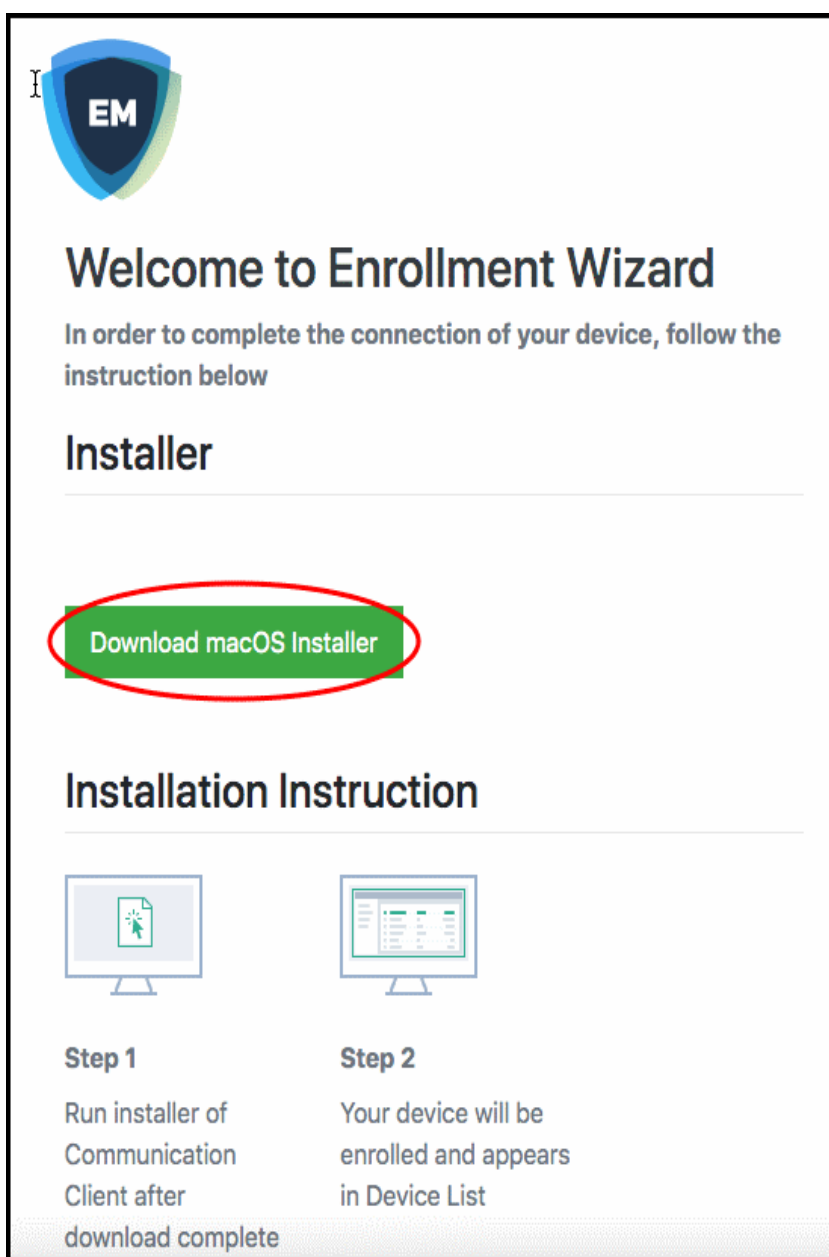 EM
Welcome to Enrollment Wizard
In order to complete the connection of your device, follow the
instruction below
Installer
Download macOS Installer
Installation Instruction
Step 1
Run installer of
Communication
Client after
download complete
Step 2
Your device will be
enrolled and appears
in Device List